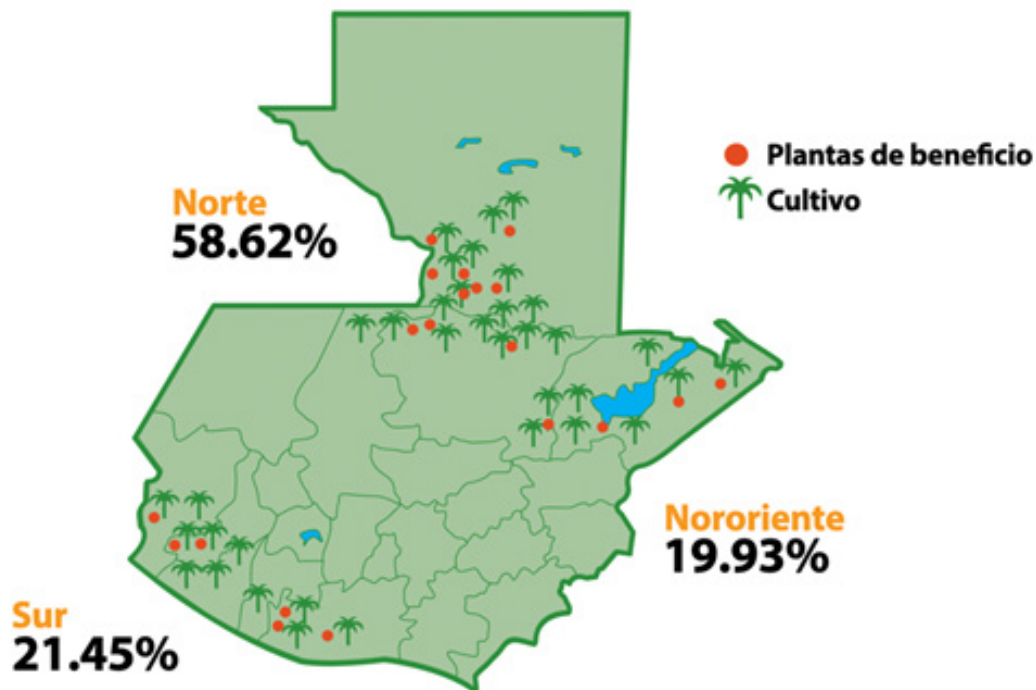 Plantas de beneficio
Cultivo
Norte
58.62%
Nororiente
19.93%
Sur
21.45%